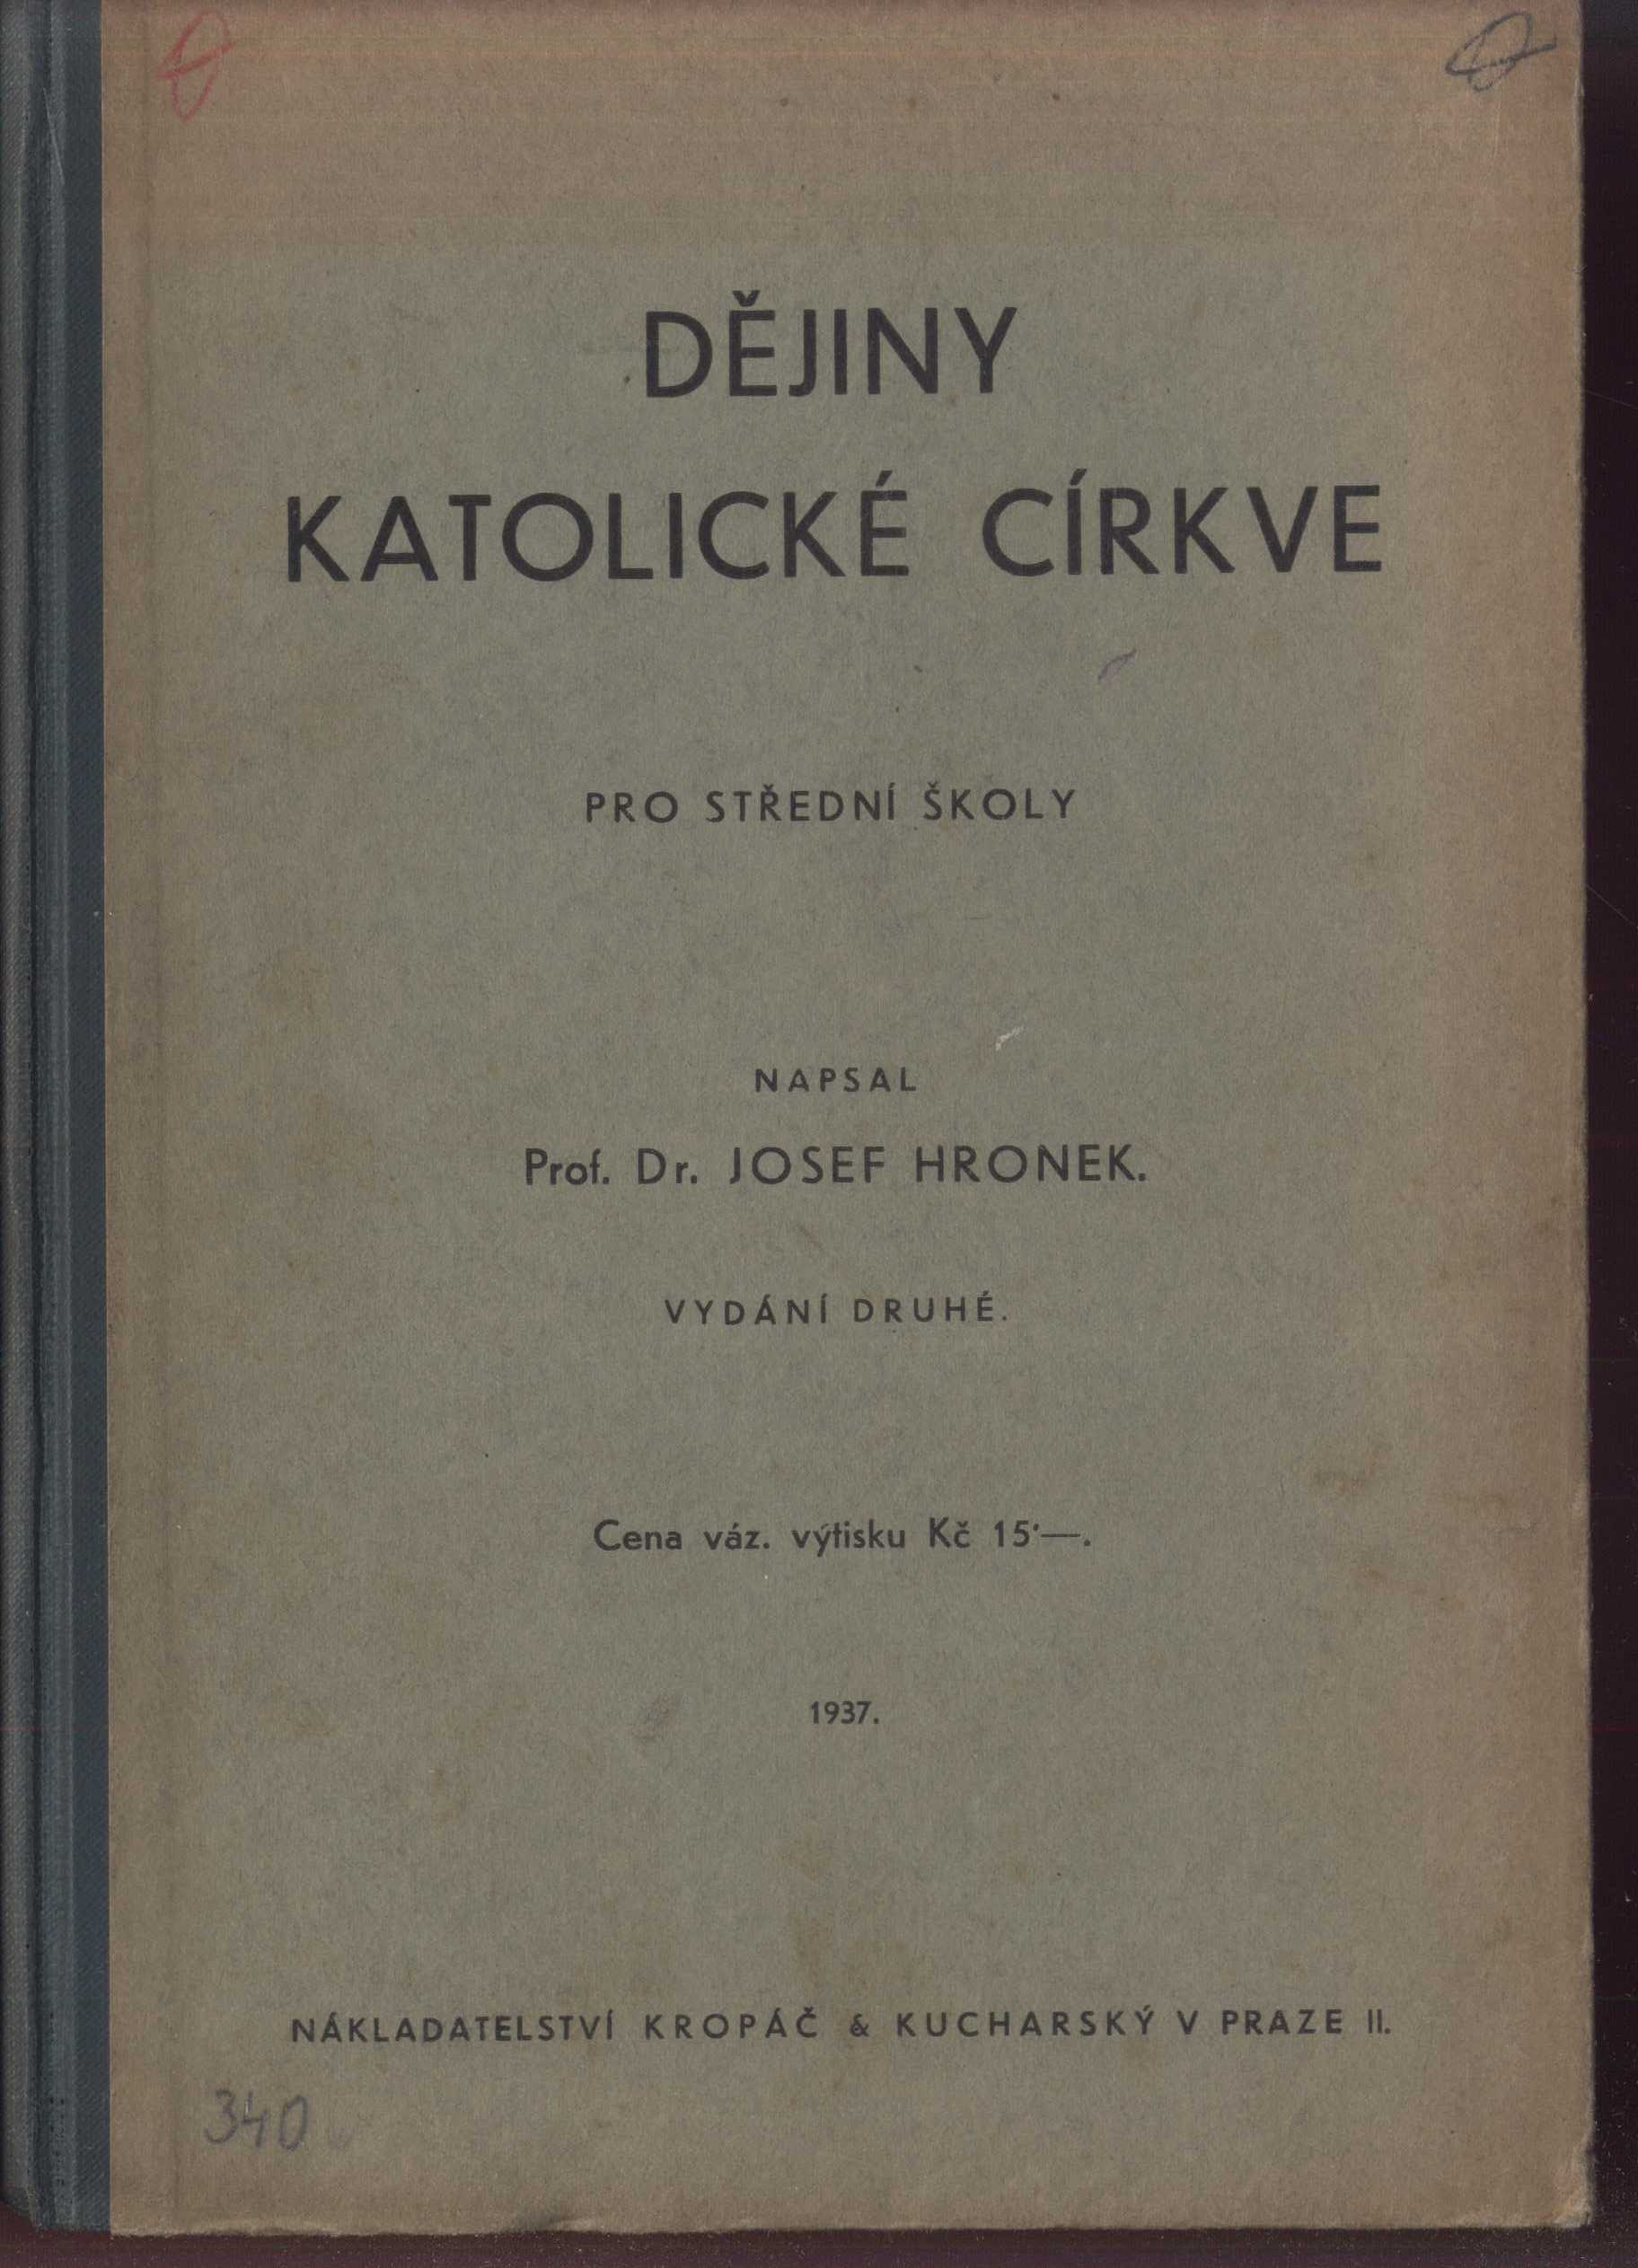 DĚJINY
KATOLICKÉ CÍRKVE
PRO STŘEDNÍ ŠKOLY
NAPSAL
Prof. Dr. JOSEF HRONEK.
VYDÁNÍ DRUHÉ.
Cena váz. výtisku Kč 15·—.
1937.
NÁKLADATELSTVÍ KROPÁČ & KUCHARSKÝ V PRAZE II.
340